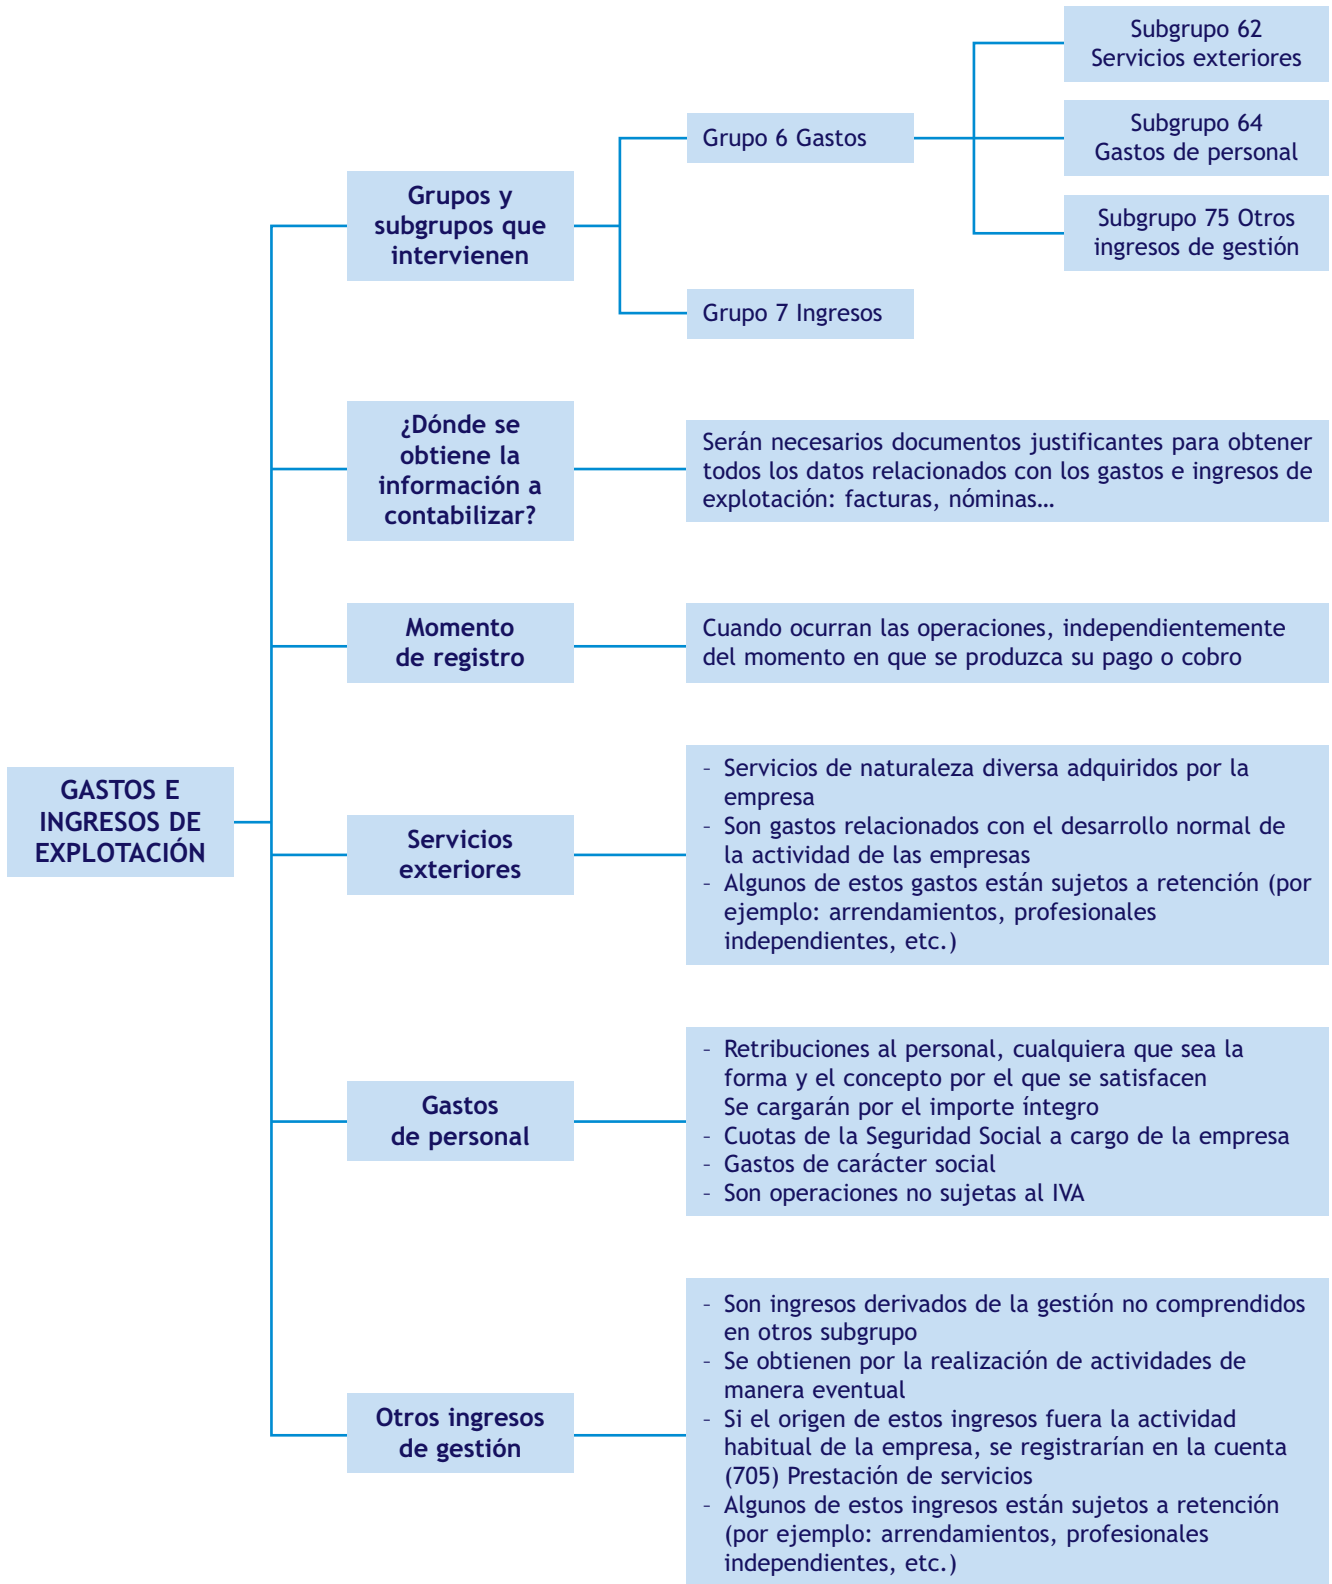 GASTOS E
INGRESOS DE
EXPLOTACIÓN
Grupos y
subgrupos que
intervienen
Grupo 6 Gastos
Subgrupo 62
Servicios exteriores
Subgrupo 64
Gastos de personal
Subgrupo 75 Otros
ingresos de gestión
Grupo 7 Ingresos
¿Dónde se
obtiene la
información a
contabilizar?
Serán necesarios documentos justificantes para obtener
todos los datos relacionados con los gastos e ingresos de
explotación: facturas, nóminas…
Momento
de registro
Cuando ocurran las operaciones, independientemente
del momento en que se produzca su pago o cobro
Servicios
exteriores
- Servicios de naturaleza diversa adquiridos por la
empresa
- Son gastos relacionados con el desarrollo normal de
la actividad de las empresas
- Algunos de estos gastos están sujetos a retención (por
ejemplo: arrendamientos, profesionales
independientes, etc.)
Gastos
de personal
- Retribuciones al personal, cualquiera que sea la
forma y el concepto por el que se satisfacen
Se cargarán por el importe íntegro
- Cuotas de la Seguridad Social a cargo de la empresa
- Gastos de carácter social
- Son operaciones no sujetas al IVA
Otros ingresos
de gestión
- Son ingresos derivados de la gestión no comprendidos
en otros subgrupo
- Se obtienen por la realización de actividades de
manera eventual
- Si el origen de estos ingresos fuera la actividad
habitual de la empresa, se registrarían en la cuenta
(705) Prestación de servicios
- Algunos de estos ingresos están sujetos a retención
(por ejemplo: arrendamientos, profesionales
independientes, etc.)